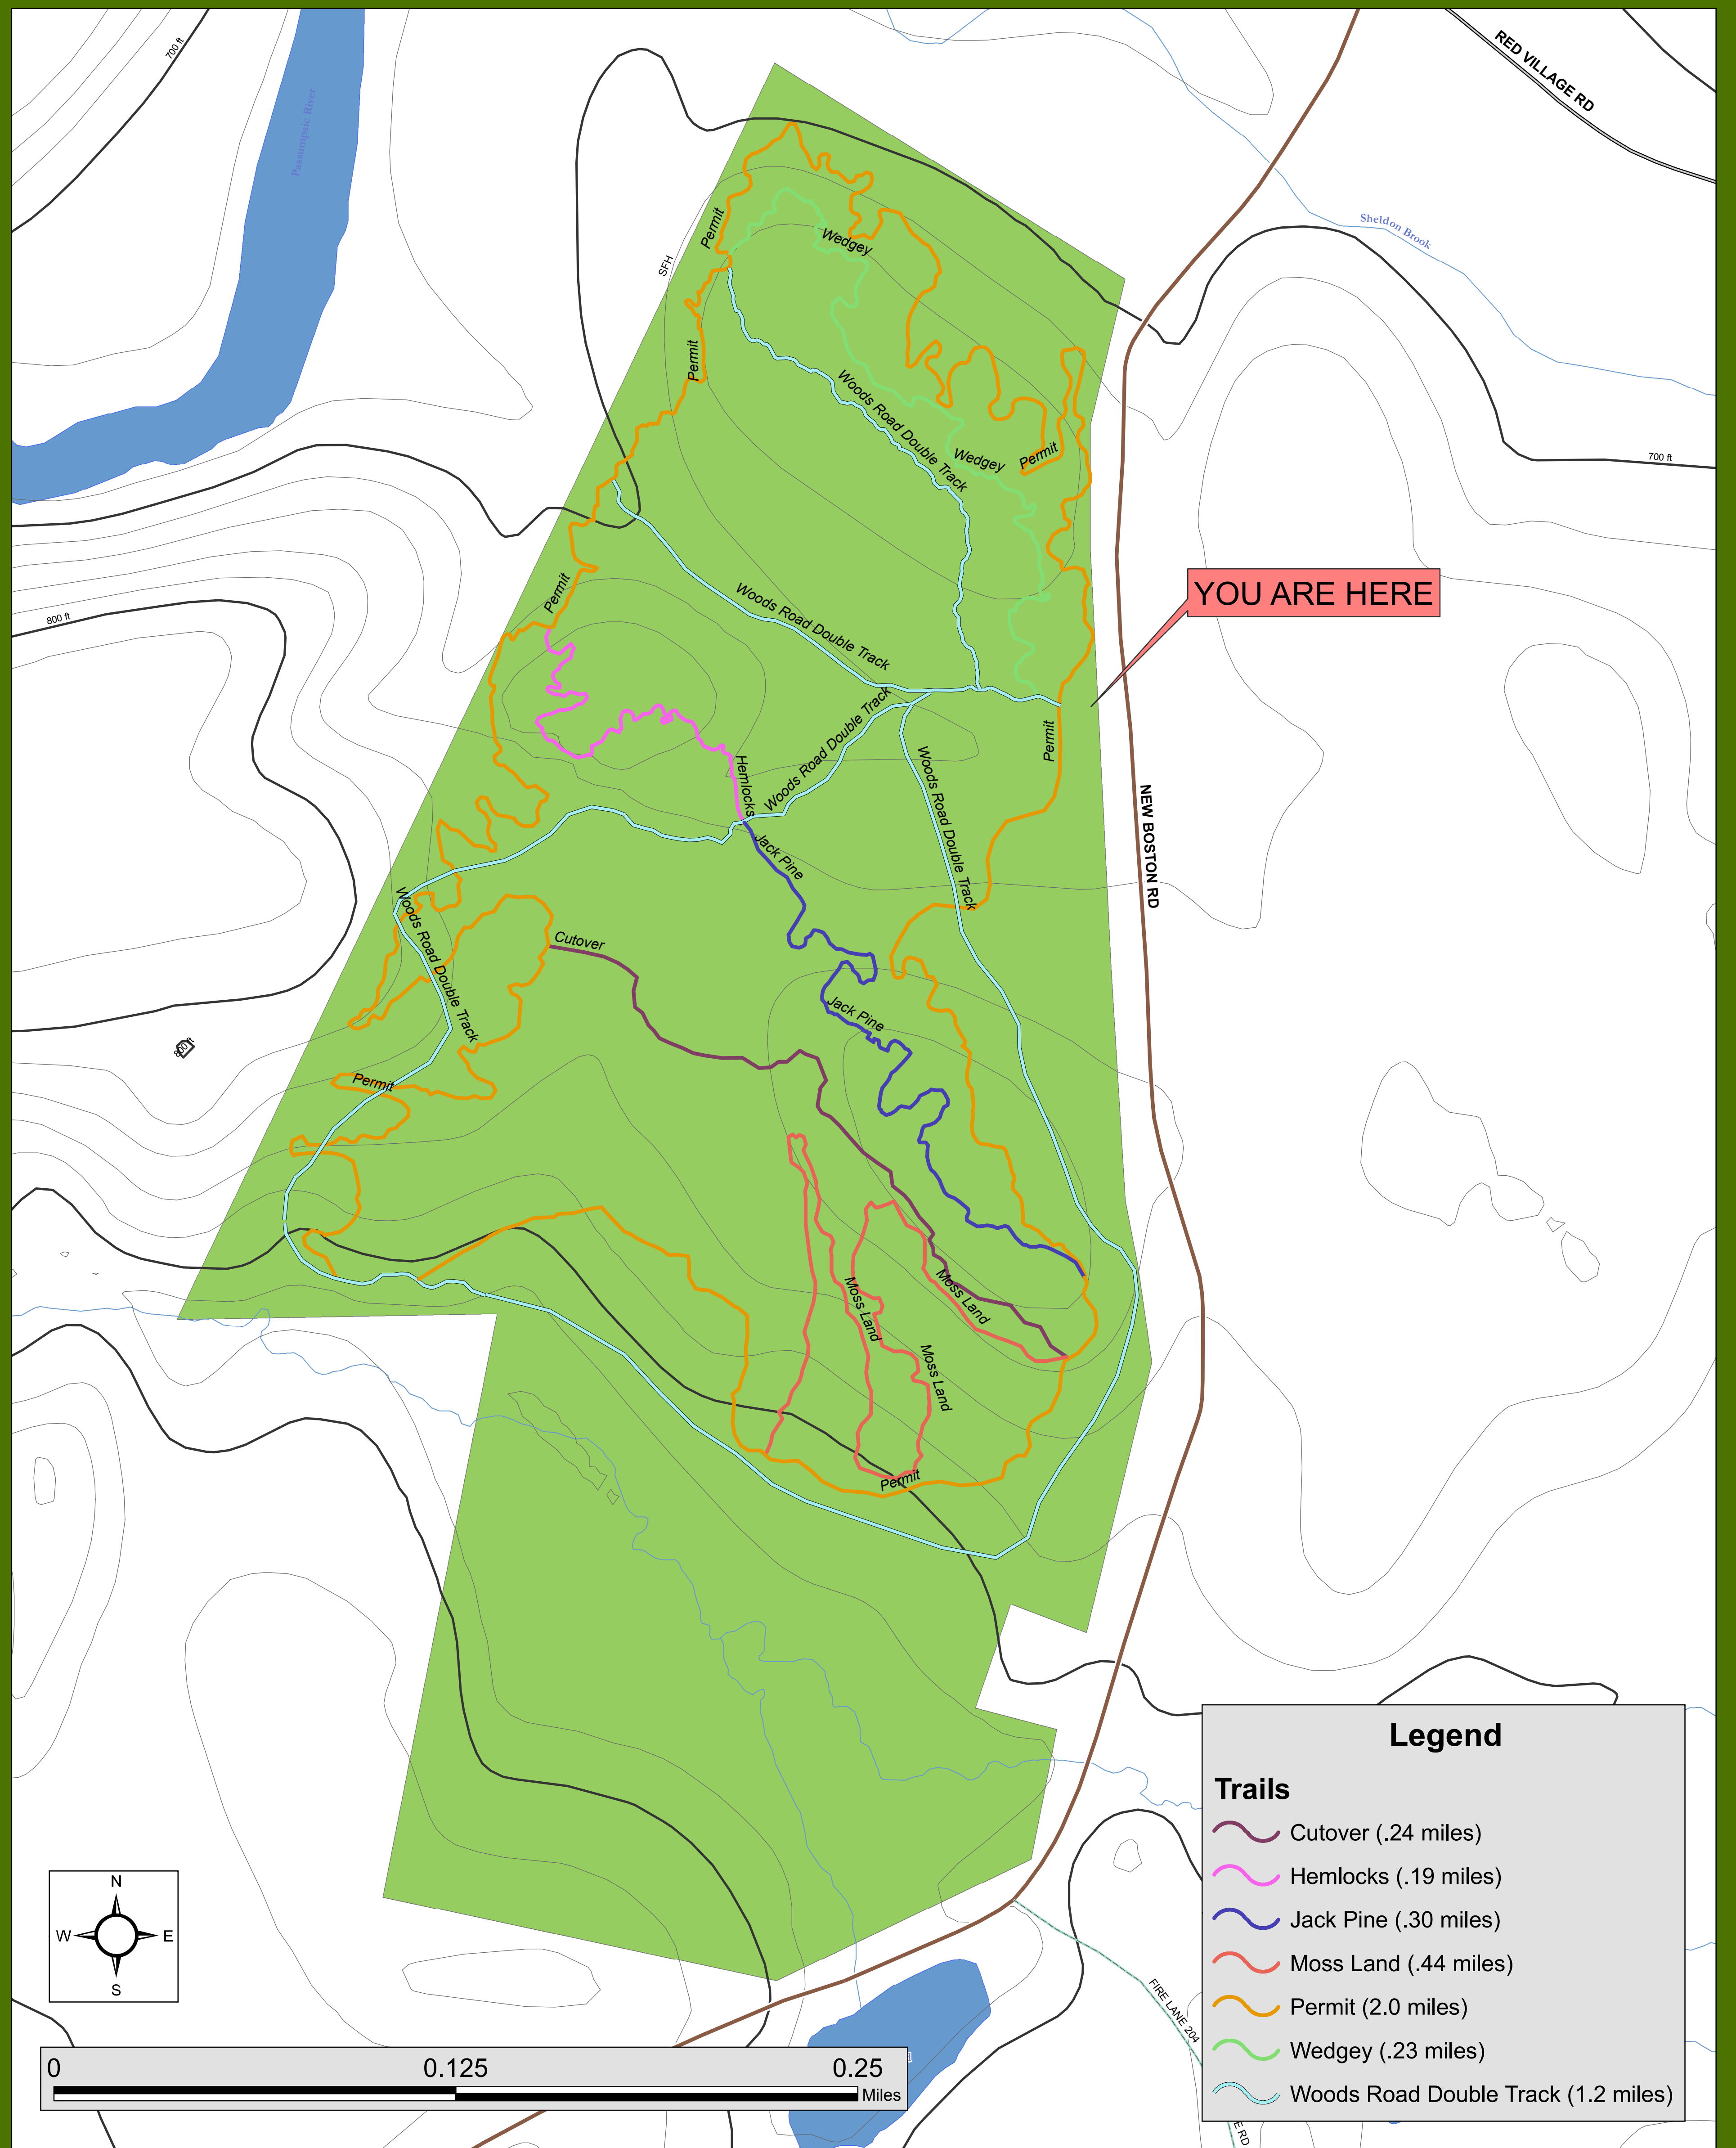 700 ft
Passumpsic River
RED VILLAGE RD
Sheldon Brook
Permit
Wedgey
SFH
Permit
Woods Road Double Track
Wedgey
Permit
700 ft
Permit
Woods Road Double Track
YOU ARE HERE
800 ft
Woods Road Double Track
Permit
Hemlocks
Woods Road Double Track
NEW BOSTON RD
Jack Pine
Woods Road Double Track
Cutover
Jack Pine
800 ft
Permit
Moss Land
Moss Land
Moss Land
Permit
Legend
Trails
Cutover (.24 miles)
Hemlocks (.19 miles)
Jack Pine (.30 miles)
Moss Land (.44 miles)
Permit (2.0 miles)
Wedgey (.23 miles)
Woods Road Double Track (1.2 miles)
N
W E
S
FIRE LANE 204
0 0.125 0.25
Miles
E RD